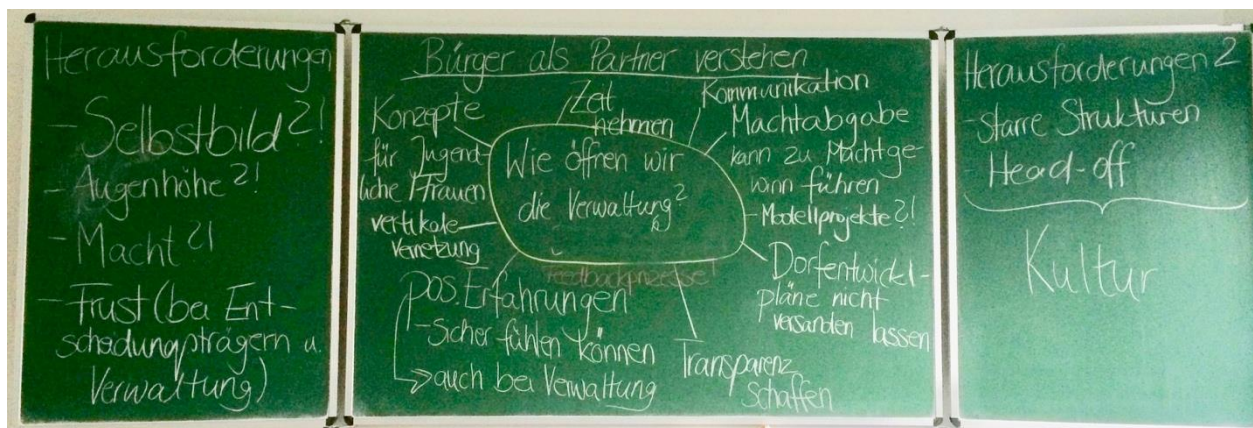 Herausforderungen
- Selbstbild?!
- Augenhöhe?!
- Macht?!
- Trust (bei Ent-
scheidungsträgern u.
Verwaltung)
Bürger als Partner verstehen
Konzepte
für Jugend-
liche / Frauen
vertikale
Vernetzung
Zeit
nehmen
Kommunikation
Machtabgabe
kann zu Machtge-
winn führen
- Modellprojekte?!
Wie öffnen wir
die Verwaltung?
Feedbackprozesse
pos. Erfahrungen
- Sicher fühlen können
auch bei Verwaltung
Transparenz
schaffen
Dorfentwickl-
pläne nicht
versanden lassen
Herausforderungen 2
- starre Strukturen
- Head-off
Kultur